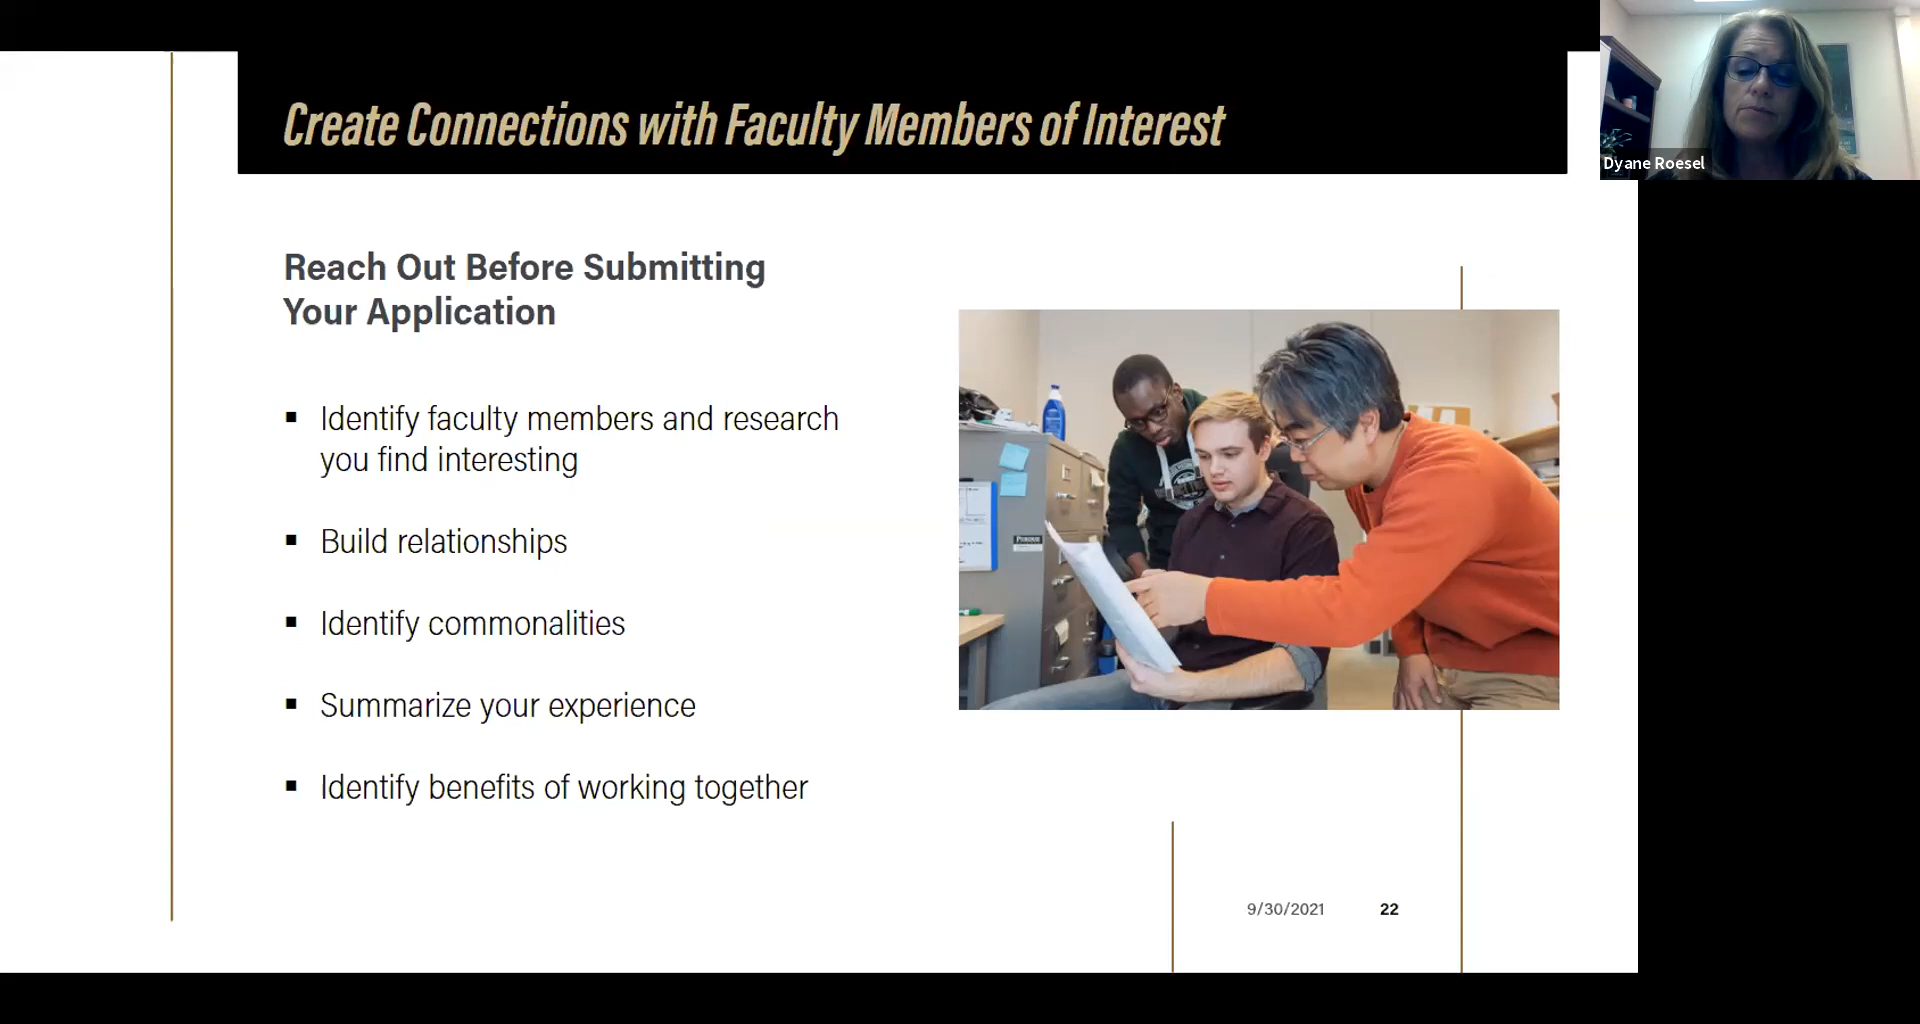 Create Connections with Faculty Members of Interest
Dyane Roesel
Reach Out Before Submitting
Your Application
▪ Identify faculty members and research
you find interesting
▪ Build relationships
▪ Identify commonalities
▪ Summarize your experience
▪ Identify benefits of working together
PURDUE
9/30/2021
22